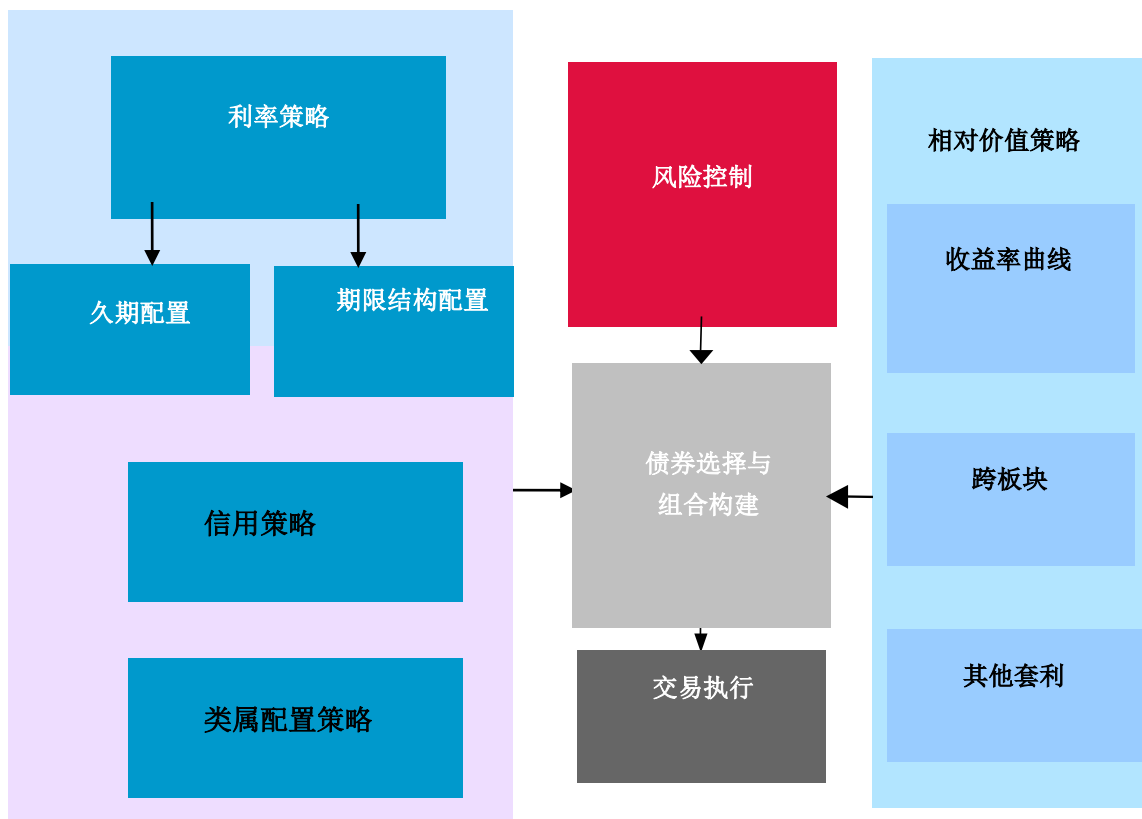 利率策略
久期配置
期限结构配置
信用策略
类属配置策略
风险控制
债券选择与
组合构建
交易执行
相对价值策略
收益率曲线
跨板块
其他套利